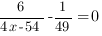 6/(4x-54) - 1/49 = 0